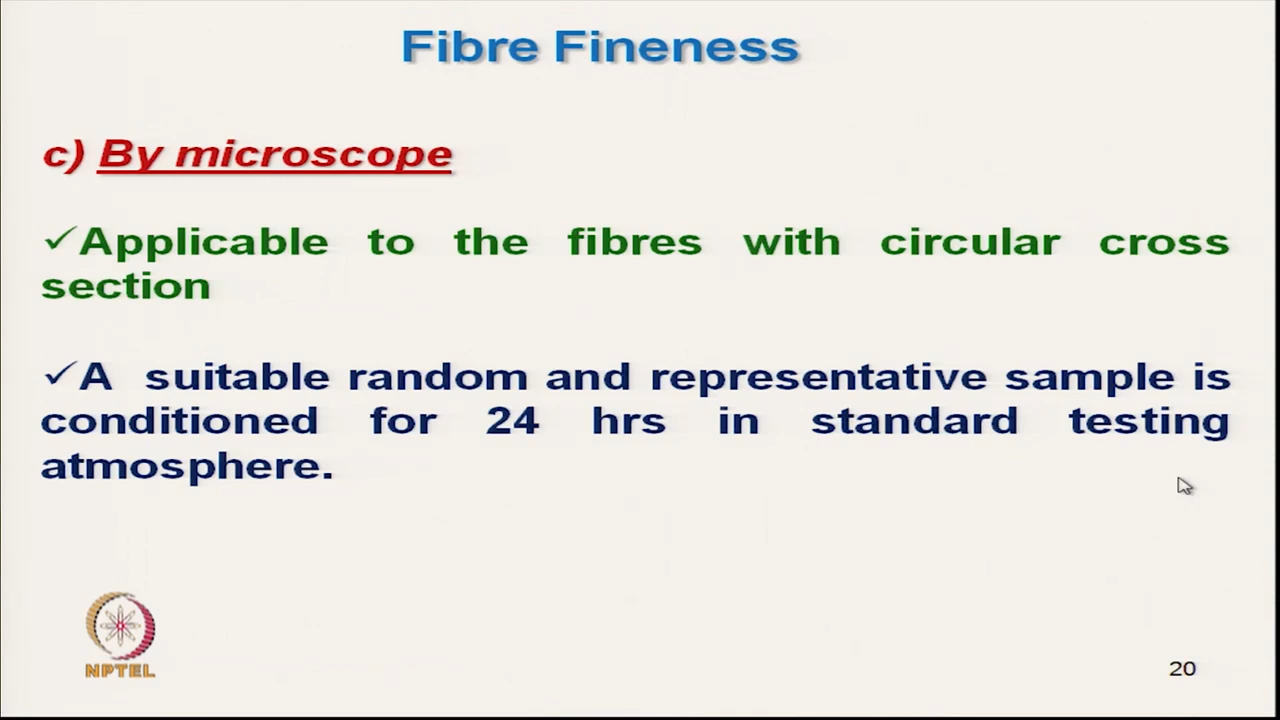 Fibre Fineness
c) By microscope
✓Applicable to the fibres with circular cross
section
✓A suitable random and representative sample is
conditioned for 24 hrs in standard testing
atmosphere.
NPTEL
20